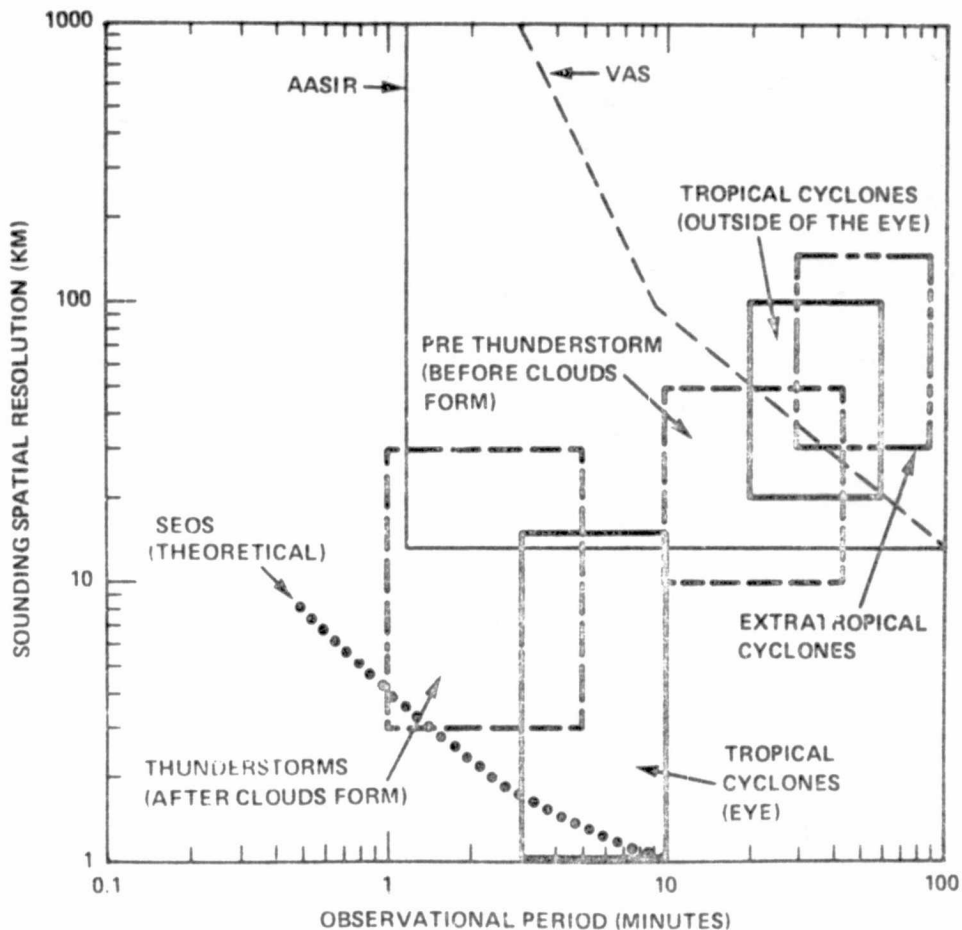 1000
100
10
1
SOUNDING SPATIAL RESOLUTION (KM)
AASIR
VAS
TROPICAL CYCLONES
(OUTSIDE OF THE EYE)
PRE THUNDERSTORM
(BEFORE CLOUDS
FORM)
SEOS
(THEORETICAL)
EXTRATROPICAL
CYCLONES
THUNDERSTORMS
(AFTER CLOUDS FORM)
TROPICAL
CYCLONES
(EYE)
0.1
1
10
100
OBSERVATIONAL PERIOD (MINUTES)